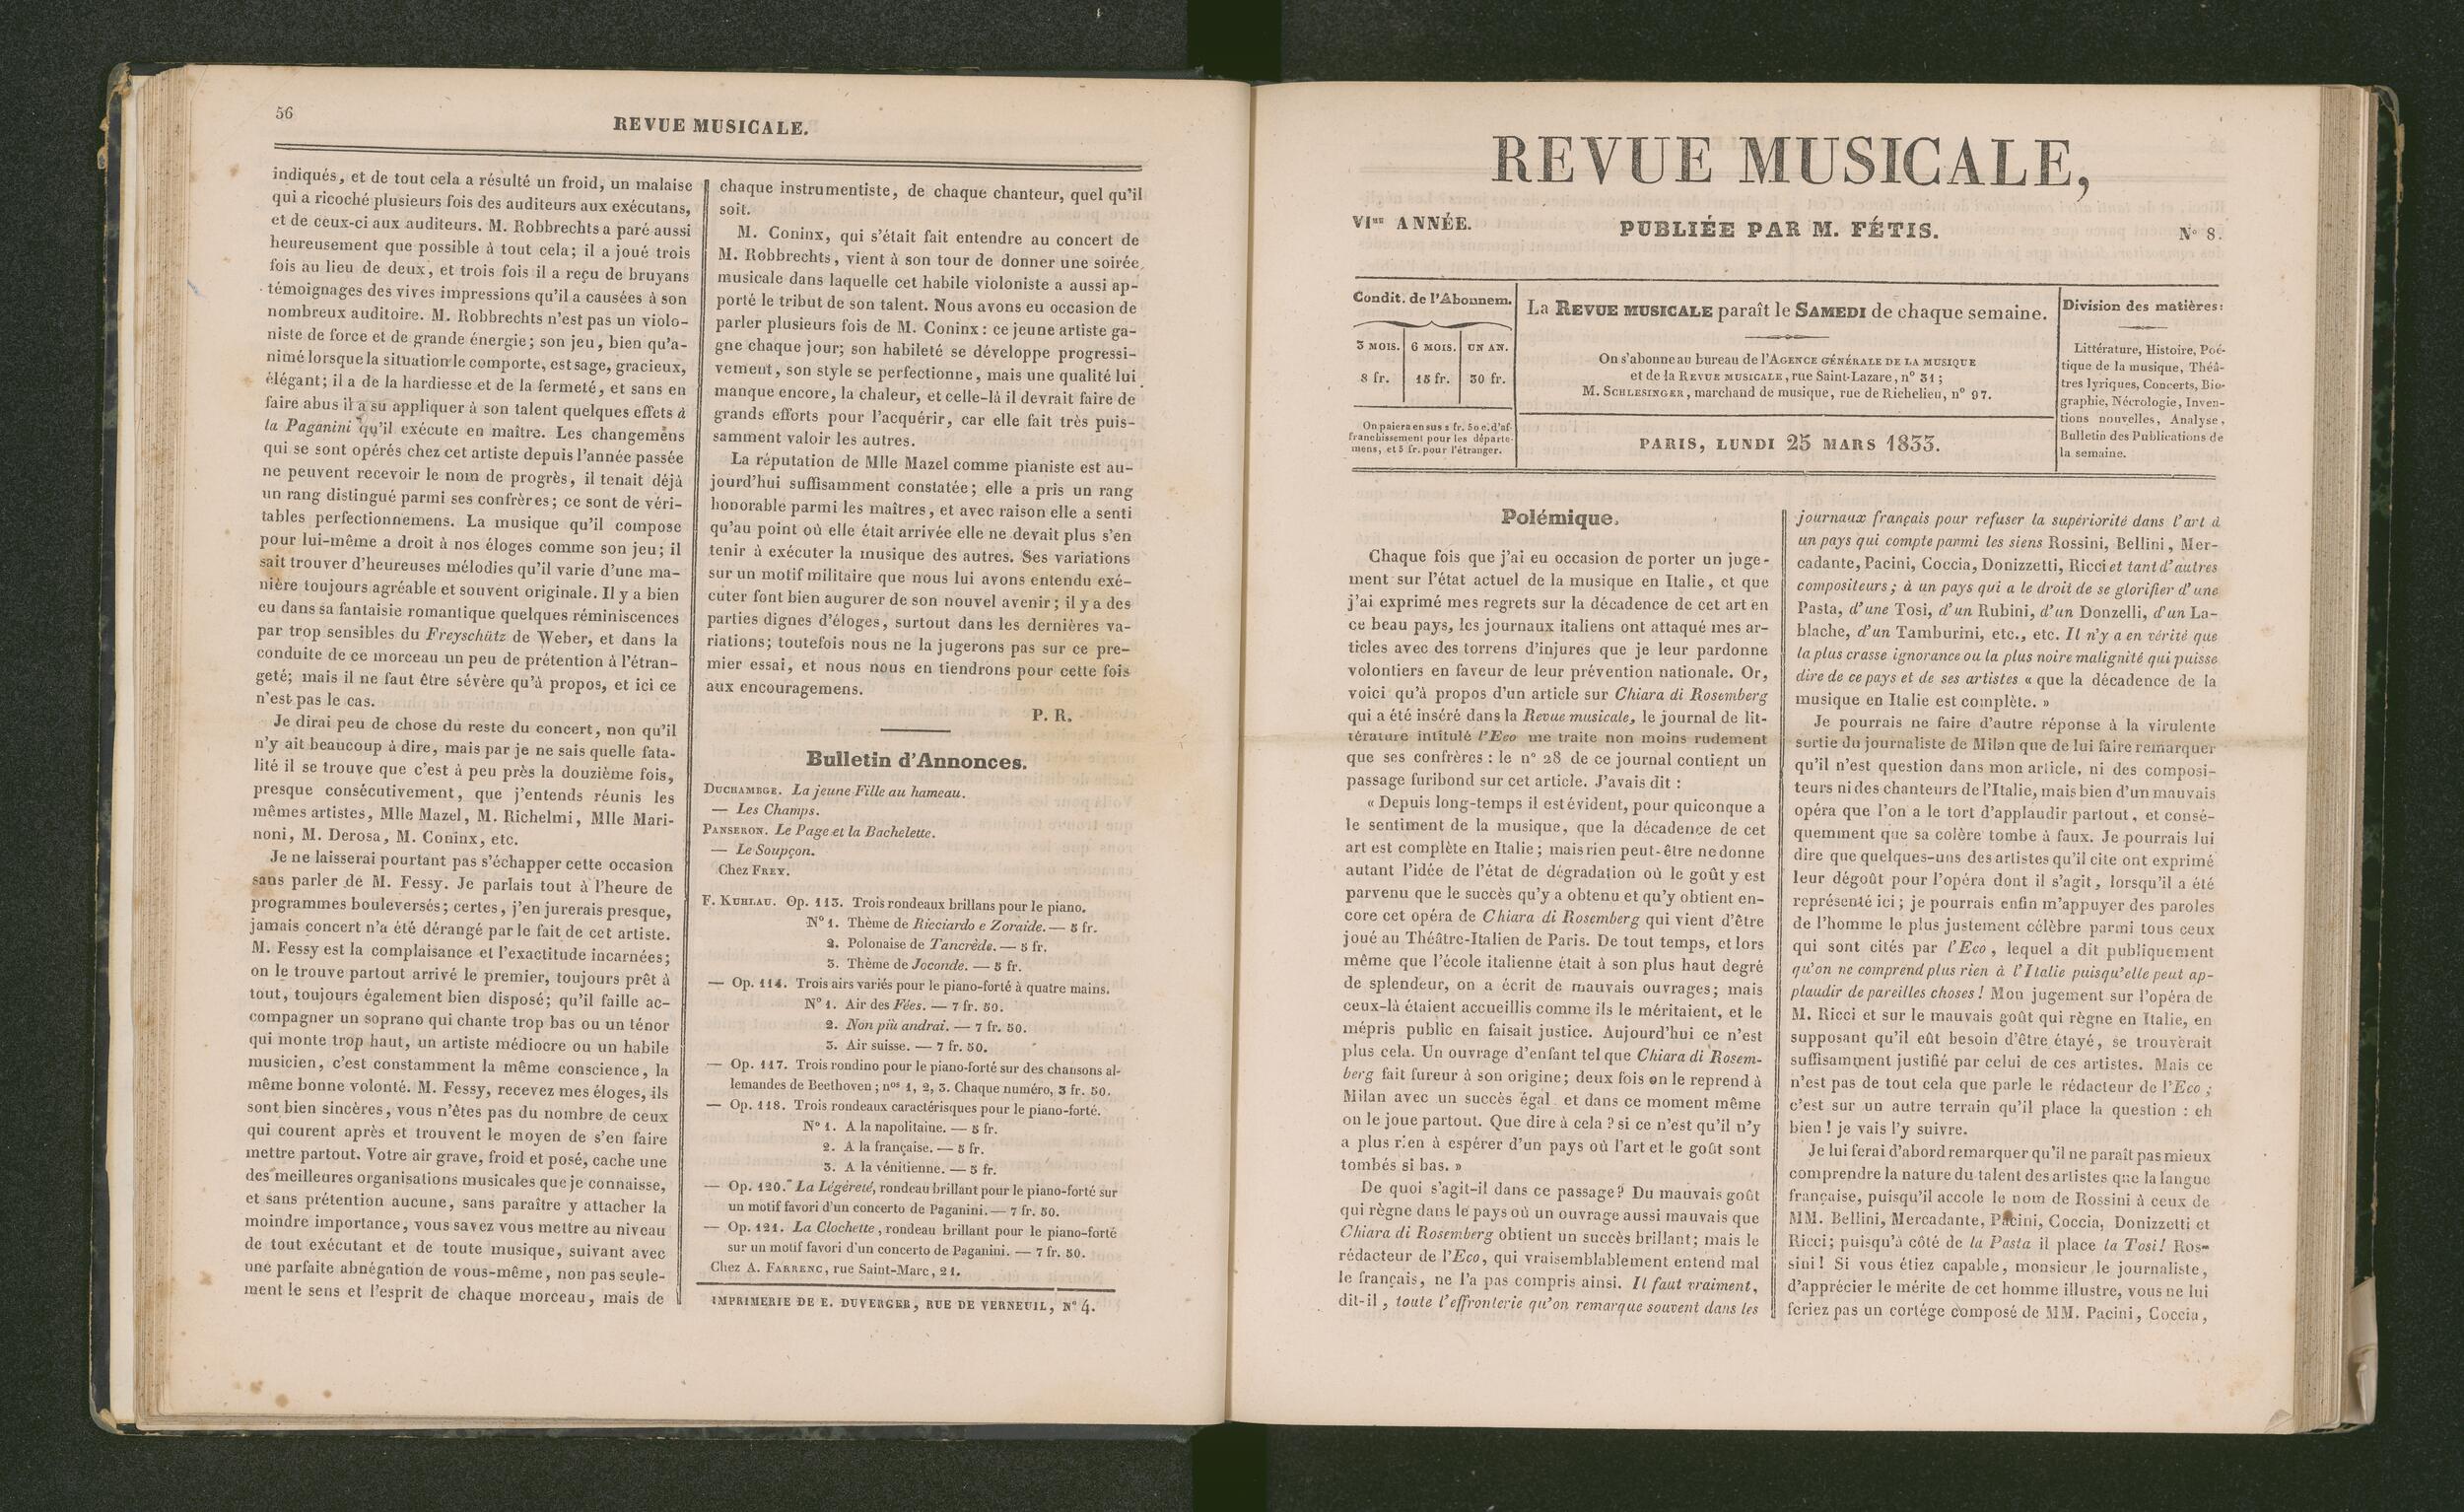 56
REVUE MUSICALE.
indiqués, et de tout cela a résulté un froid, un malaise
qui a ricoché plusieurs fois des auditeurs aux exécutans,
et de ceux-ci aux auditeurs. M. Robbrechts a paré aussi
heureusement que possible à tout cela; il a joué trois
fois au lieu de deux, et trois fois il a reçu de bruyans
témoignages des vives impressions qu'il a causées à son
nombreux auditoire. M. Robbrechts n'est pas un violo-
niste de force et de grande énergie; son jeu, bien qu'a-
nimé lorsque la situation le comporte, est sage, gracieux,
élégant; il a de la hardiesse et de la fermeté, et sans en
faire abus il a su appliquer à son talent quelques effets à
la Paganini qu'il exécute en maître. Les changemens
qui se sont opérés chez cet artiste depuis l'année passée
ne peuvent recevoir le nom de progrès, il tenait déjà
un rang distingué parmi ses confrères; ce sont de véri-
tables perfectionnemens. La musique qu'il compose
pour lui-même a droit à nos éloges comme son jeu; il
sait trouver d'heureuses mélodies qu'il varie d'une ma-
nière toujours agréable et souvent originale. Il y a bien
eu dans sa fantaisie romantique quelques réminiscences
par trop sensibles du Freyschütz de Weber, et dans la
conduite de ce morceau un peu de prétention à l'étran-
geté; mais il ne faut être sévère qu'à propos, et ici ce
n'est pas le cas.
Je dirai peu de chose du reste du concert, non qu'il
n'y ait beaucoup à dire, mais par je ne sais quelle fata-
lité il se trouve que c'est à peu près la douzième fois,
presque consécutivement, que j'entends réunis les
mêmes artistes, Mlle Mazel, M. Richelmi, Mlle Mari-
noni, M. Derosa, M. Coninx, etc.
Je ne laisserai pourtant pas s'échapper cette occasion
sans parler de M. Fessy. Je parlais tout à l'heure de
programmes bouleversés; certes, j'en jurerais presque,
jamais concert n'a été dérangé par le fait de cet artiste.
M. Fessy est la complaisance et l'exactitude incarnées;
on le trouve partout arrivé le premier, toujours prêt à
tout, toujours également bien disposé; qu'il faille ac-
compagner un soprano qui chante trop bas ou un ténor
qui monte trop haut, un artiste médiocre ou un habile
musicien, c'est constamment la même conscience, la
même bonne volonté. M. Fessy, recevez mes éloges, ils
sont bien sincères, vous n'êtes pas du nombre de ceux
qui courent après et trouvent le moyen de s'en faire
mettre partout. Votre air grave, froid et posé, cache une
des meilleures organisations musicales que je connaisse,
et sans prétention aucune, sans paraître y attacher la
moindre importance, vous savez vous mettre au niveau
de tout exécutant et de toute musique, suivant avec
une parfaite abnégation de vous-même, non pas seule-
ment le sens et l'esprit de chaque morceau, mais de
chaque instrumentiste, de chaque chanteur, quel qu'il
soit.
M. Coninx, qui s'était fait entendre au concert de
M. Robbrechts, vient à son tour de donner une soirée
musicale dans laquelle cet habile violoniste a aussi ap-
porté le tribut de son talent. Nous avons eu occasion de
parler plusieurs fois de M. Coninx: ce jeune artiste ga-
gne chaque jour; son habileté se développe progressi-
vement, son style se perfectionne, mais une qualité lui
manque encore, la chaleur, et celle-là il devrait faire de
grands efforts pour l'acquérir, car elle fait très puis-
samment valoir les autres.
La réputation de Mlle Mazel comme pianiste est au-
jourd'hui suffisamment constatée; elle a pris un rang
honorable parmi les maîtres, et avec raison elle a senti
qu'au point où elle était arrivée elle ne devait plus s'en
tenir à exécuter la musique des autres. Ses variations
sur un motif militaire que nous lui avons entendu exé-
cuter font bien augurer de son nouvel avenir; il y a des
parties dignes d'éloges, surtout dans les dernières va-
riations; toutefois nous ne la jugerons pas sur ce pre-
mier essai, et nous nous en tiendrons pour cette fois
aux encouragemens.
P. R.
Bulletin d'Annonces.
DUCHAMBGE. La jeune Fille au hameau.
— Les Champs.
PANSERON. Le Page et la Bachelette.
— Le Soupçon.
Chez FREY.
F. KUHLAU. Op. 113. Trois rondeaux brillans pour le piano.
N° 1. Thème de Ricciardo e Zoraïde. — 5 fr.
2. Polonaise de Tancrède. — 5 fr.
3. Thème de Joconde. — 5 fr.
— Op. 114. Trois airs variés pour le piano-forté à quatre mains.
N° 1. Air des Fées. — 7 fr. 50.
2. Non più andrai. — 7 fr. 50.
3. Air suisse. — 7 fr. 50.
— Op. 117. Trois rondino pour le piano-forté sur des chansons al-
lemandes de Beethoven; nos 1, 2, 3. Chaque numéro, 3 fr. 50.
— Op. 118. Trois rondeaux caractérisques pour le piano-forté.
N° 1. A la napolitaine. — 5 fr.
2. A la française. — 5 fr.
3. A la vénitienne. — 5 fr.
— Op. 120. La Légèreté, rondeau brillant pour le piano-forté sur
un motif favori d'un concerto de Paganini. — 7 fr. 50.
— Op. 121. La Clochette, rondeau brillant pour le piano-forté
sur un motif favori d'un concerto de Paganini. — 7 fr. 50.
Chez A. FARRENC, rue Saint-Marc, 21.
IMPRIMERIE DE E. DUVERGER, RUE DE VERNEUIL, N° 4.
REVUE MUSICALE,
VIme ANNÉE.
PUBLIÉE PAR M. FÉTIS.
N° 8.
Condit. de l'Abonnem.
3 MOIS. 6 MOIS. UN AN.
8 fr. 15 fr. 30 fr.
On paiera en sus 2 fr. 50 c. d'af-
franchissement pour les départe-
mens, et 5 fr. pour l'étranger.
La REVUE MUSICALE paraît le SAMEDI de chaque semaine.
On s'abonne au bureau de l'AGENCE GÉNÉRALE DE LA MUSIQUE
et de la REVUE MUSICALE, rue Saint-Lazare, n° 31;
M. SCHLESINGER, marchand de musique, rue de Richelieu, n° 97.
PARIS, LUNDI 25 MARS 1833.
Division des matières:
Littérature, Histoire, Poé-
tique de la musique, Théâ-
tres lyriques, Concerts, Bio-
graphie, Nécrologie, Inven-
tions nouvelles, Analyse,
Bulletin des Publications de
la semaine.
Polémique.
Chaque fois que j'ai eu occasion de porter un juge-
ment sur l'état actuel de la musique en Italie, et que
j'ai exprimé mes regrets sur la décadence de cet art en
ce beau pays, les journaux italiens ont attaqué mes ar-
ticles avec des torrens d'injures que je leur pardonne
volontiers en faveur de leur prévention nationale. Or,
voici qu'à propos d'un article sur Chiara di Rosemberg
qui a été inséré dans la Revue musicale, le journal de lit-
térature intitulé l'Eco me traite non moins rudement
que ses confrères: le n° 28 de ce journal contient un
passage furibond sur cet article. J'avais dit:
« Depuis long-temps il est évident, pour quiconque a
le sentiment de la musique, que la décadence de cet
art est complète en Italie; mais rien peut-être ne donne
autant l'idée de l'état de dégradation où le goût y est
parvenu que le succès qu'y a obtenu et qu'y obtient en-
core cet opéra de Chiara di Rosemberg qui vient d'être
joué au Théâtre-Italien de Paris. De tout temps, et lors
même que l'école italienne était à son plus haut degré
de splendeur, on a écrit de mauvais ouvrages; mais
ceux-là étaient accueillis comme ils le méritaient, et le
mépris public en faisait justice. Aujourd'hui ce n'est
plus cela. Un ouvrage d'enfant tel que Chiara di Rosem-
berg fait fureur à son origine; deux fois on le reprend à
Milan avec un succès égal et dans ce moment même
on le joue partout. Que dire à cela? si ce n'est qu'il n'y
a plus rien à espérer d'un pays où l'art et le goût sont
tombés si bas. »
De quoi s'agit-il dans ce passage? Du mauvais goût
qui règne dans le pays où un ouvrage aussi mauvais que
Chiara di Rosemberg obtient un succès brillant; mais le
rédacteur de l'Eco, qui vraisemblablement entend mal
le français, ne l'a pas compris ainsi. Il faut vraiment,
dit-il, toute l'effronterie qu'on remarque souvent dans les
journaux français pour refuser la supériorité dans l'art à
un pays qui compte parmi les siens Rossini, Bellini, Mer-
cadante, Pacini, Coccia, Donizzetti, Ricci et tant d'autres
compositeurs; à un pays qui a le droit de se glorifier d'une
Pasta, d'une Tosi, d'un Rubini, d'un Donzelli, d'un La-
blache, d'un Tamburini, etc., etc. Il n'y a en vérité que
la plus crasse ignorance ou la plus noire malignité qui puisse
dire de ce pays et de ses artistes « que la décadence de la
musique en Italie est complète. »
Je pourrais ne faire d'autre réponse à la virulente
sortie du journaliste de Milan que de lui faire remarquer
qu'il n'est question dans mon article, ni des composi-
teurs ni des chanteurs de l'Italie, mais bien d'un mauvais
opéra que l'on a le tort d'applaudir partout, et consé-
quemment que sa colère tombe à faux. Je pourrais lui
dire que quelques-uns des artistes qu'il cite ont exprimé
leur dégoût pour l'opéra dont il s'agit, lorsqu'il a été
représenté ici; je pourrais enfin m'appuyer des paroles
de l'homme le plus justement célèbre parmi tous ceux
qui sont cités par l'Eco, lequel a dit publiquement
qu'on ne comprend plus rien à l'Italie puisqu'elle peut ap-
plaudir de pareilles choses! Mon jugement sur l'opéra de
M. Ricci et sur le mauvais goût qui règne en Italie, en
supposant qu'il eût besoin d'être étayé, se trouverait
suffisamment justifié par celui de ces artistes. Mais ce
n'est pas de tout cela que parle le rédacteur de l'Eco;
c'est sur un autre terrain qu'il place la question: eh
bien! je vais l'y suivre.
Je lui ferai d'abord remarquer qu'il ne paraît pas mieux
comprendre la nature du talent des artistes que la langue
française, puisqu'il accole le nom de Rossini à ceux de
MM. Bellini, Mercadante, Pacini, Coccia, Donizzetti et
Ricci; puisqu'à côté de la Pasta il place la Tosi! Ros-
sini! Si vous étiez capable, monsieur le journaliste,
d'apprécier le mérite de cet homme illustre, vous ne lui
feriez pas un cortége composé de MM. Pacini, Coccia,